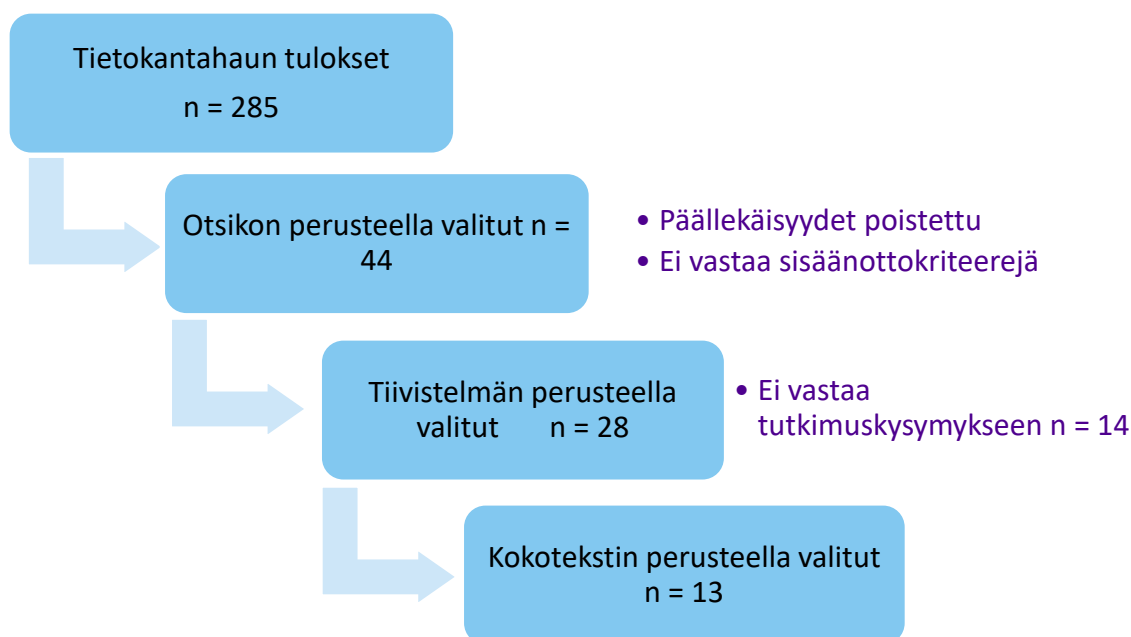 Tietokantahaun tulokset
n = 285
Otsikon perusteella valitut n =
44
• Päällekäisyydet poistettu
• Ei vastaa sisäänottokriteerejä
Tiivistelmän perusteella
valitut n = 28
• Ei vastaa
tutkimuskysymykseen n = 14
Kokotekstin perusteella valitut
n = 13